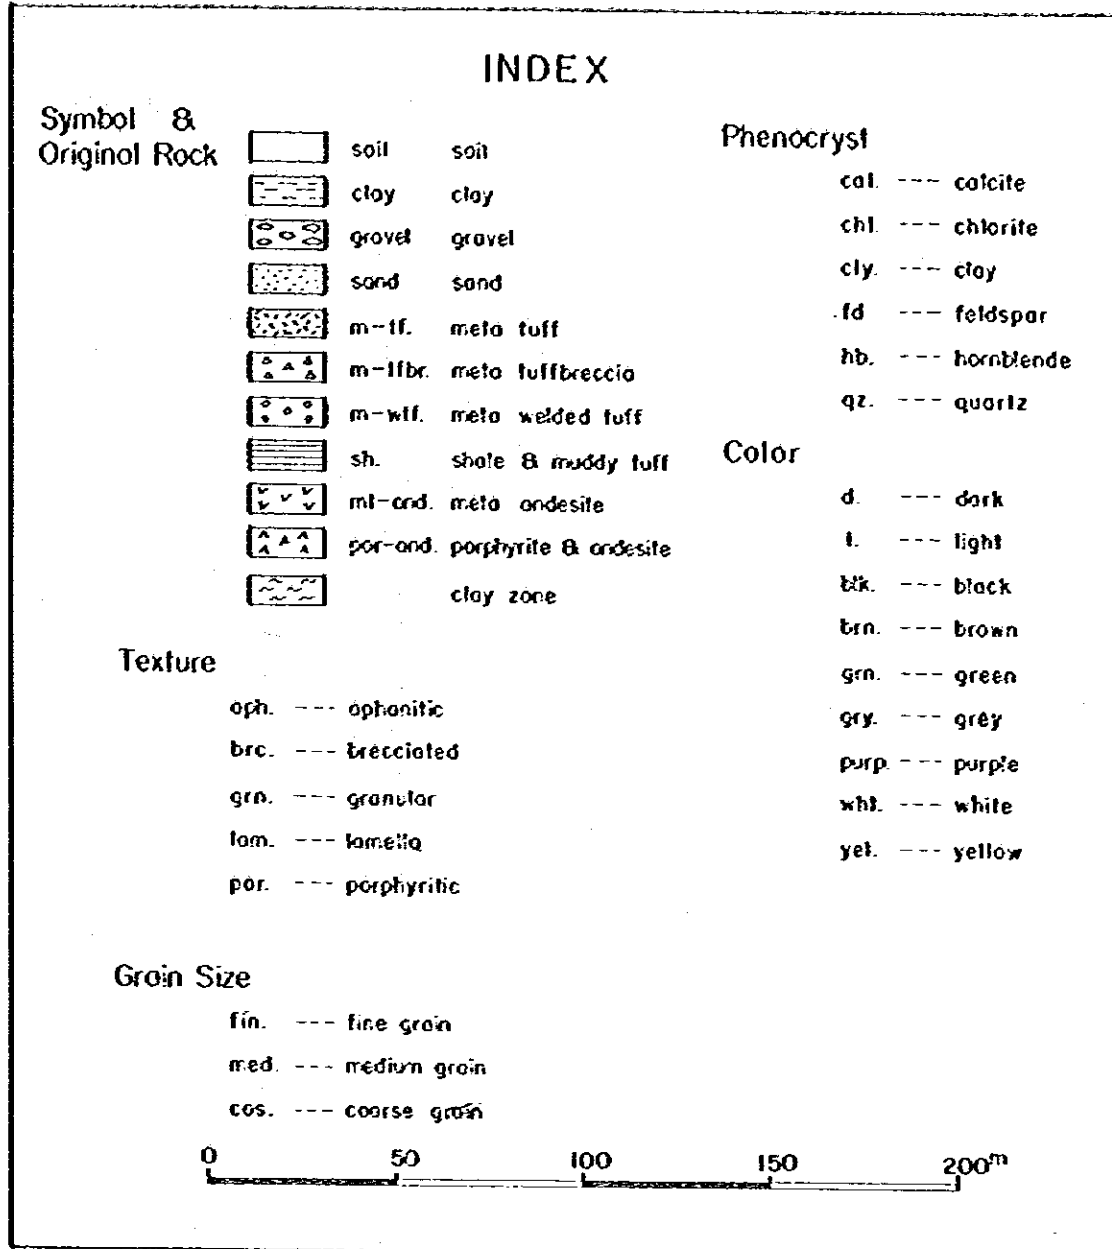 INDEX
Symbol &
Original Rock
soil soil
clay clay
gravel gravel
sand sand
m-tf. meta tuff
m-tfbr. meta tuffbreccia
m-wtf. meta welded tuff
sh. shale & muddy tuff
mt-and. meta andesite
por-and. porphyrite & andesite
clay zone
Texture
aph. --- aphanitic
brc. --- brecciated
grn. --- granular
lam. --- lamella
por. --- porphyritic
Grain Size
fin. --- fine grain
med. --- medium grain
cos. --- coarse grain
Phenocryst
cal. --- calcite
chl. --- chlorite
cly. --- clay
fd --- feldspar
hb. --- hornblende
qz. --- quartz
Color
d. --- dark
l. --- light
blk. --- black
brn. --- brown
grn. --- green
gry. --- grey
purp. --- purple
wht. --- white
yel. --- yellow
0 50 100 150 200m